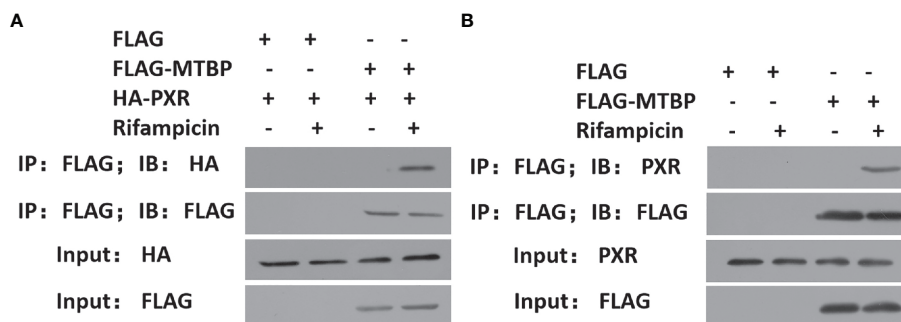 A
FLAG + + - -
FLAG-MTBP - - + +
HA-PXR + + + +
Rifampicin - + - +
IP: FLAG; IB: HA
IP: FLAG; IB: FLAG
Input: HA
Input: FLAG
B
FLAG + + - -
FLAG-MTBP - - + +
Rifampicin - + - +
IP: FLAG; IB: PXR
IP: FLAG; IB: FLAG
Input: PXR
Input: FLAG